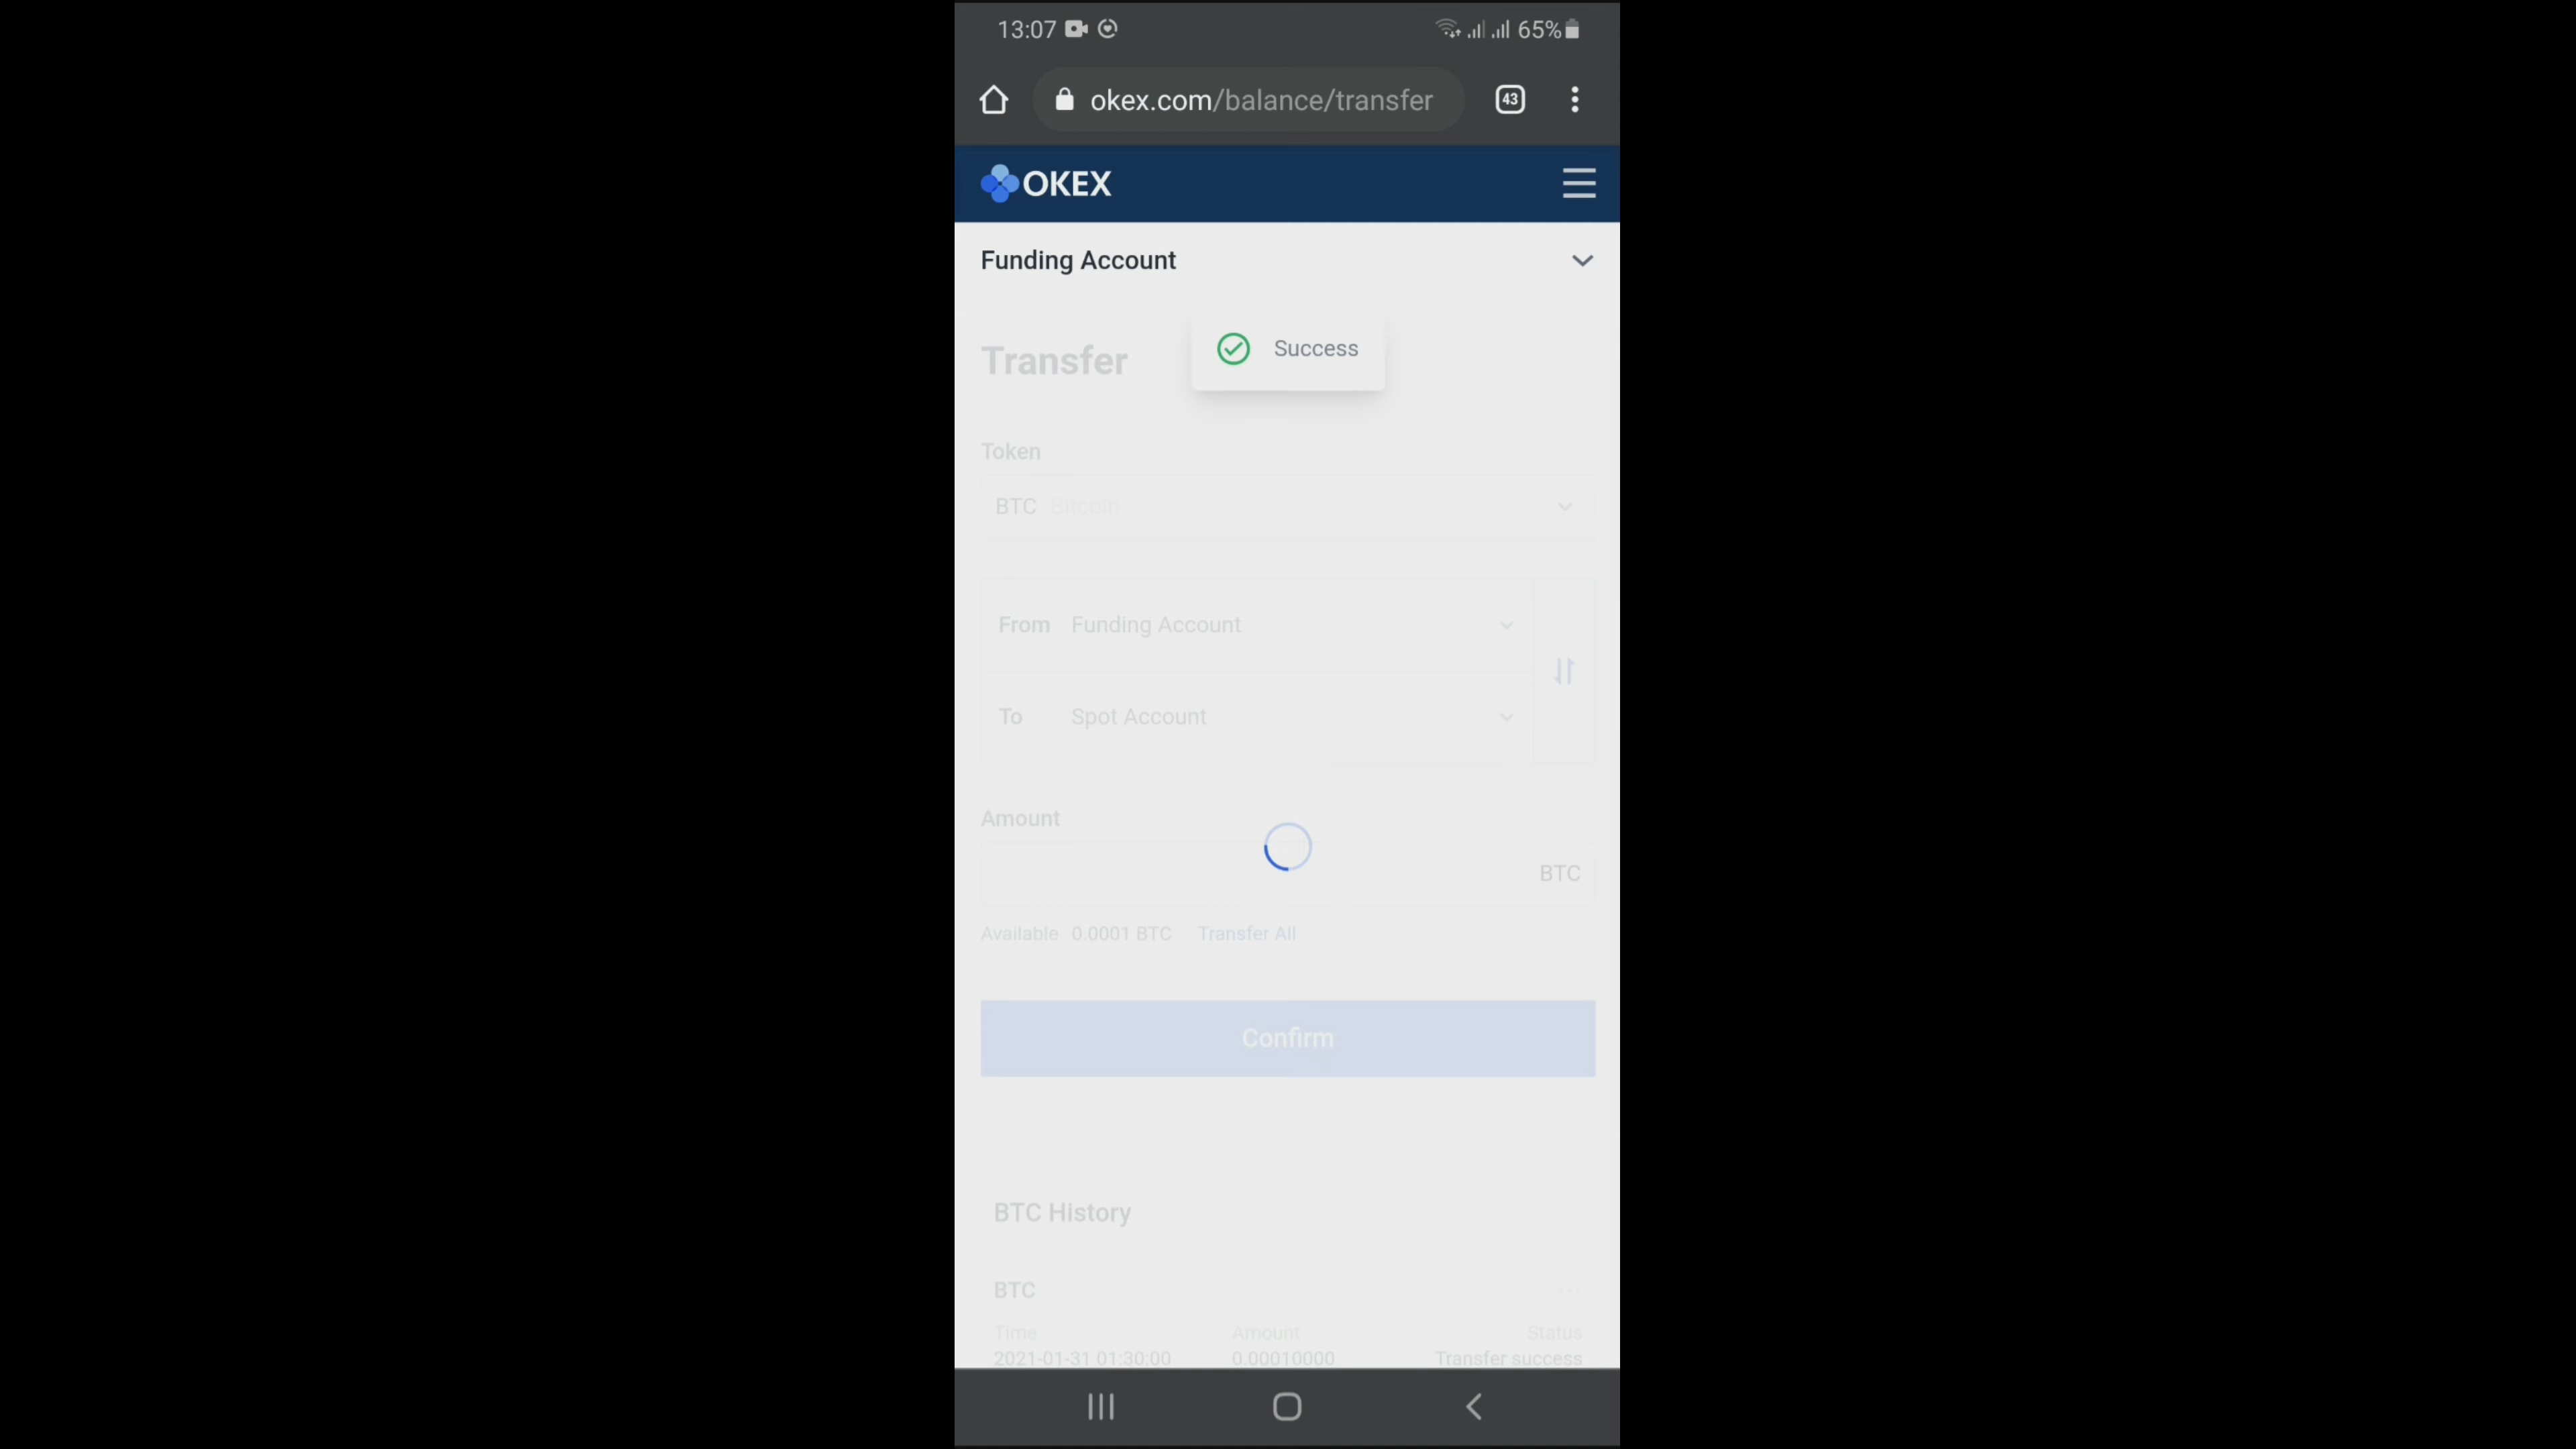 13:07 65%
okex.com/balance/transfer 43
OKEX
Funding Account
Success
Transfer
Token
BTC Bitcoin
From Funding Account
To Spot Account
Amount
BTC
Available 0.0001 BTC Transfer All
Confirm
BTC History
BTC
Time Amount Status
2021-01-31 01:30:00 0.00010000 Transfer success